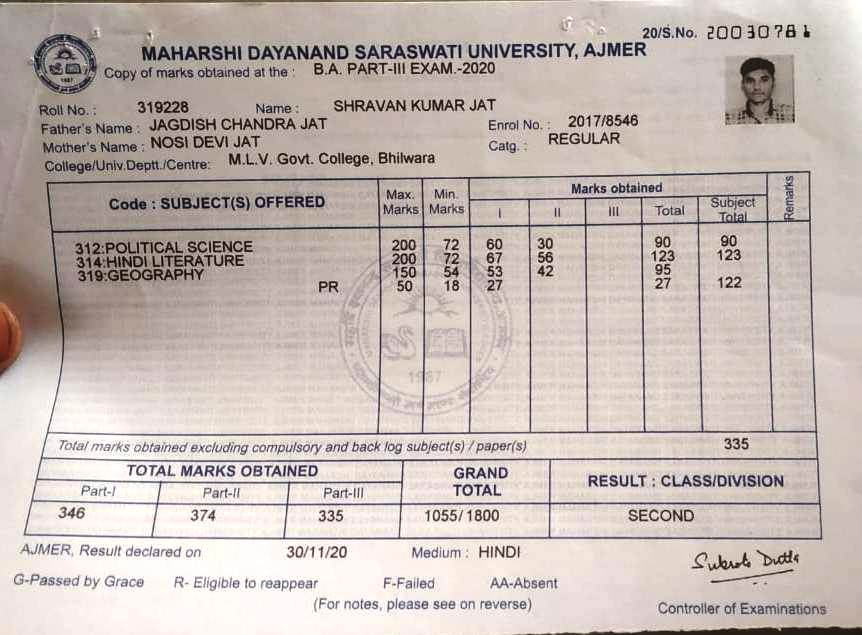 20/S.No. 20030781
MAHARSHI DAYANAND SARASWATI UNIVERSITY, AJMER
Copy of marks obtained at the : B.A. PART-III EXAM.-2020
Roll No. : 319228 Name : SHRAVAN KUMAR JAT
Father's Name : JAGDISH CHANDRA JAT Enrol No. : 2017/8546
Mother's Name : NOSI DEVI JAT Catg. : REGULAR
College/Univ.Deptt./Centre: M.L.V. Govt. College, Bhilwara
Code : SUBJECT(S) OFFERED Max. Marks Min. Marks Marks obtained Remarks
I II III Total Subject Total
312:POLITICAL SCIENCE 200 72 60 30 90 90
314:HINDI LITERATURE 200 72 67 56 123 123
319:GEOGRAPHY 150 54 53 42 95
PR 50 18 27 27 122
1987
Total marks obtained excluding compulsory and back log subject(s) / paper(s) 335
TOTAL MARKS OBTAINED GRAND TOTAL RESULT : CLASS/DIVISION
Part-I Part-II Part-III
346 374 335 1055/1800 SECOND
AJMER, Result declared on 30/11/20 Medium : HINDI
Subrato Dutta
G-Passed by Grace R- Eligible to reappear F-Failed AA-Absent
(For notes, please see on reverse) Controller of Examinations